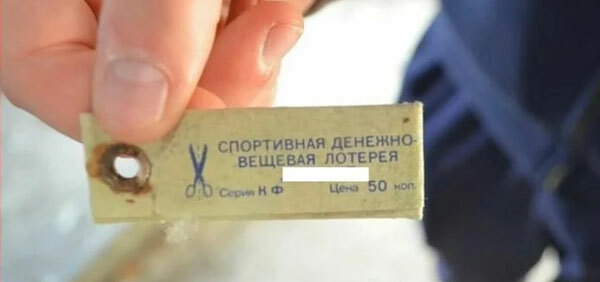 СПОРТИВНАЯ ДЕНЕЖНО-
ВЕЩЕВАЯ ЛОТЕРЕЯ
Серия К Ф Цена 50 коп.